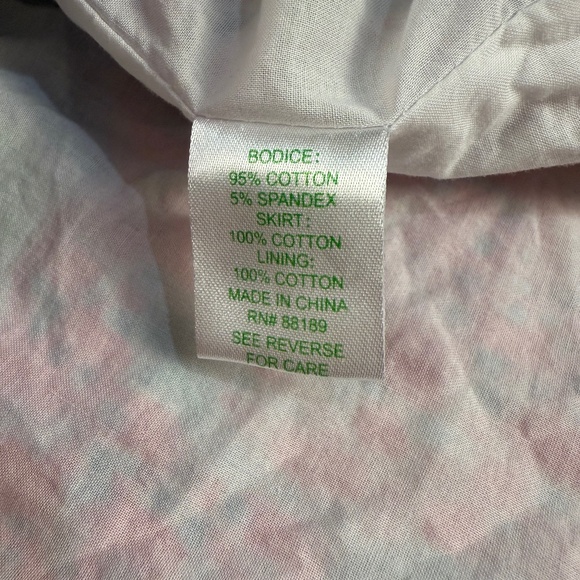 BODICE:
95% COTTON
5% SPANDEX
SKIRT:
100% COTTON
LINING:
100% COTTON
MADE IN CHINA
RN# 88189
SEE REVERSE
FOR CARE